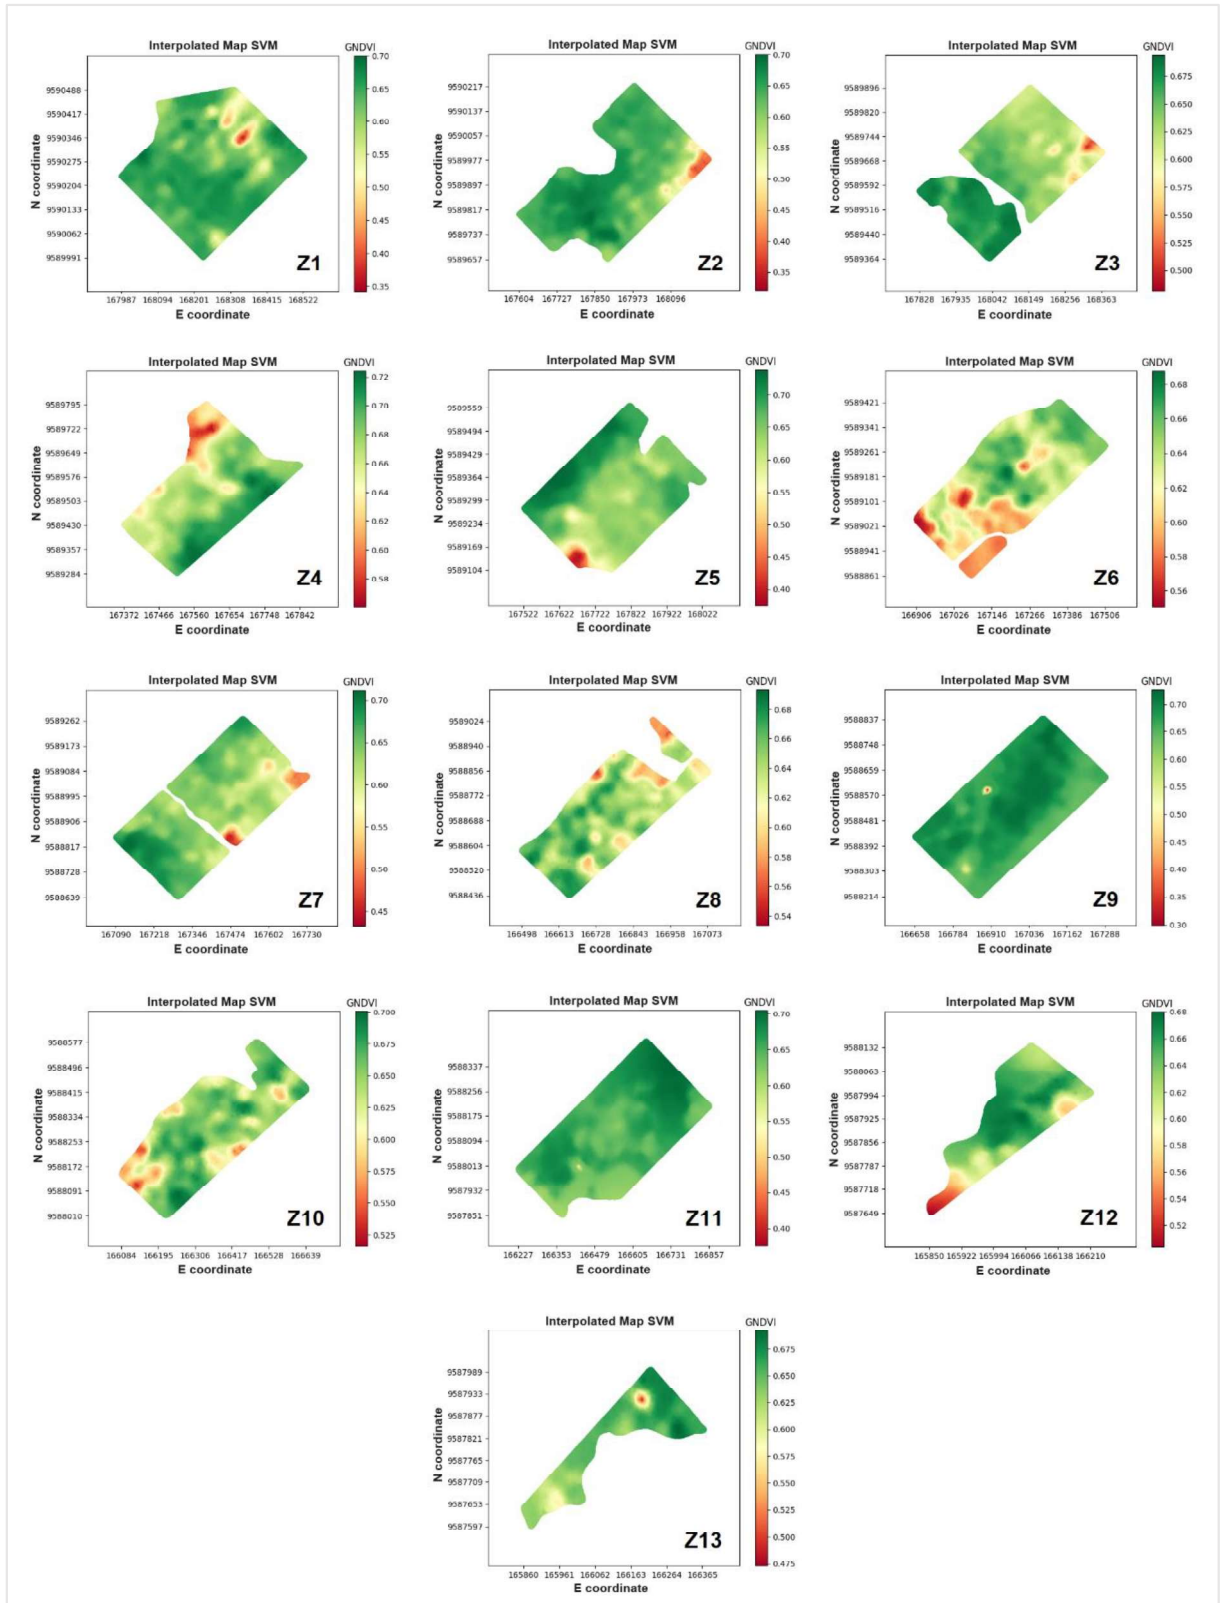 Interpolated Map SVM
GNDVI
N coordinate
9590488
9590417
9590346
9590275
9590204
9590133
9590062
9589991
0.70
0.65
0.60
0.55
0.50
0.45
0.40
0.35
Z1
167987 168094 168201 168308 168415 168522
E coordinate
Interpolated Map SVM
GNDVI
N coordinate
9590217
9590137
9590057
9589977
9589897
9589817
9589737
9589657
0.70
0.65
0.60
0.55
0.50
0.45
0.40
0.35
Z2
167604 167727 167850 167973 168096
E coordinate
Interpolated Map SVM
GNDVI
N coordinate
9589896
9589820
9589744
9589668
9589592
9589516
9589440
9589364
0.675
0.650
0.625
0.600
0.575
0.550
0.525
0.500
Z3
167828 167935 168042 168149 168256 168363
E coordinate
Interpolated Map SVM
GNDVI
N coordinate
9589795
9589722
9589649
9589576
9589503
9589430
9589357
9589284
0.72
0.70
0.68
0.66
0.64
0.62
0.60
0.58
Z4
167372 167466 167560 167654 167748 167842
E coordinate
Interpolated Map SVM
GNDVI
N coordinate
9589559
9589494
9589429
9589364
9589299
9589234
9589169
9589104
0.70
0.65
0.60
0.55
0.50
0.45
0.40
Z5
167522 167622 167722 167822 167922 168022
E coordinate
Interpolated Map SVM
GNDVI
N coordinate
9589421
9589341
9589261
9589181
9589101
9589021
9588941
9588861
0.68
0.66
0.64
0.62
0.60
0.58
0.56
Z6
166906 167026 167146 167266 167386 167506
E coordinate
Interpolated Map SVM
GNDVI
N coordinate
9589262
9589173
9589084
9588995
9588906
9588817
9588728
9588639
0.70
0.65
0.60
0.55
0.50
0.45
Z7
167090 167218 167346 167474 167602 167730
E coordinate
Interpolated Map SVM
GNDVI
N coordinate
9589024
9588940
9588856
9588772
9588688
9588604
9588520
9588436
0.68
0.66
0.64
0.62
0.60
0.58
0.56
0.54
Z8
166498 166613 166728 166843 166958 167073
E coordinate
Interpolated Map SVM
GNDVI
N coordinate
9588837
9588748
9588659
9588570
9588481
9588392
9588303
9588214
0.70
0.65
0.60
0.55
0.50
0.45
0.40
0.35
0.30
Z9
166658 166784 166910 167036 167162 167288
E coordinate
Interpolated Map SVM
GNDVI
N coordinate
9588577
9588496
9588415
9588334
9588253
9588172
9588091
9588010
0.700
0.675
0.650
0.625
0.600
0.575
0.550
0.525
Z10
166084 166195 166306 166417 166528 166639
E coordinate
Interpolated Map SVM
GNDVI
N coordinate
9588337
9588256
9588175
9588094
9588013
9587932
9587851
0.70
0.65
0.60
0.55
0.50
0.45
0.40
Z11
166227 166353 166479 166605 166731 166857
E coordinate
Interpolated Map SVM
GNDVI
N coordinate
9588132
9588063
9587994
9587925
9587856
9587787
9587718
9587649
0.68
0.66
0.64
0.62
0.60
0.58
0.56
0.54
0.52
Z12
165850 165922 165994 166066 166138 166210
E coordinate
Interpolated Map SVM
GNDVI
N coordinate
9587989
9587933
9587877
9587821
9587765
9587709
9587653
9587597
0.675
0.650
0.625
0.600
0.575
0.550
0.525
0.500
0.475
Z13
165860 165961 166062 166163 166264 166365
E coordinate